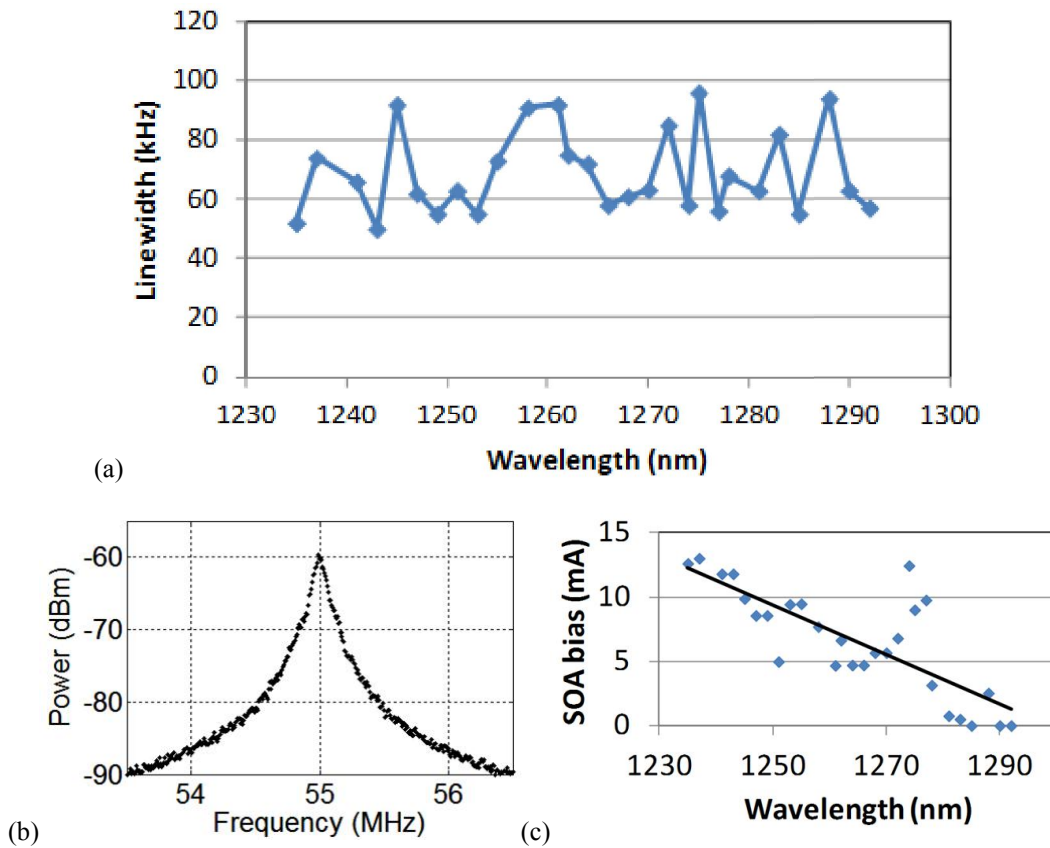 120
100
80
60
40
20
0
Linewidth (kHz)
1230 1240 1250 1260 1270 1280 1290 1300
Wavelength (nm)
(a)
-60
-70
-80
-90
Power (dBm)
54 55 56
Frequency (MHz)
(b)
15
10
5
0
SOA bias (mA)
1230 1250 1270 1290
Wavelength (nm)
(c)